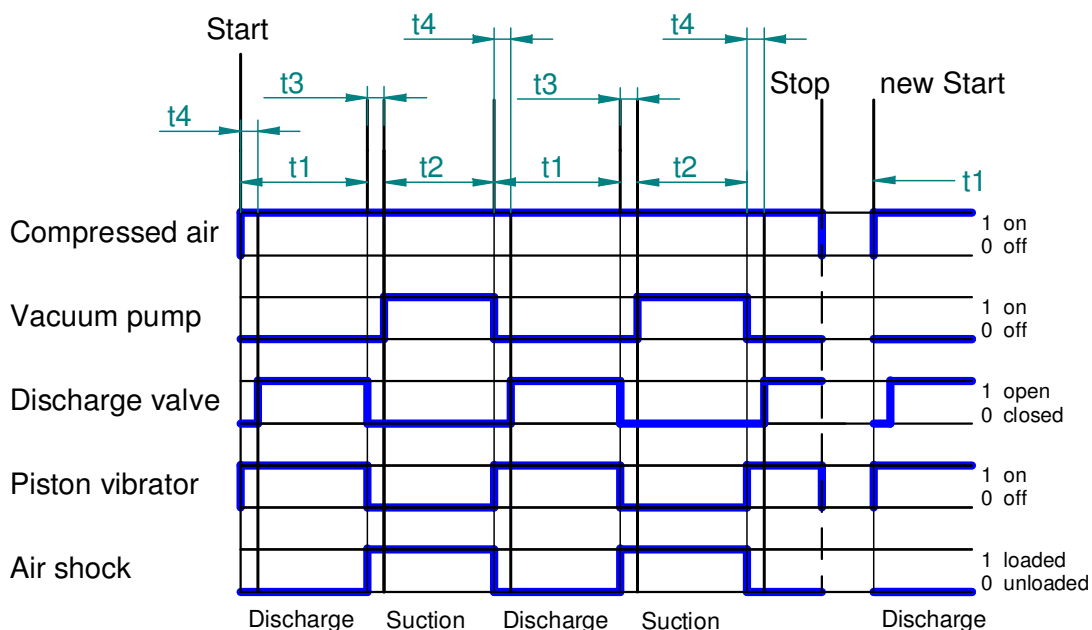 Start
t4
t4
t3
t3
Stop
new Start
t4
t1
t2
t1
t2
t1
Compressed air
1 on
0 off
Vacuum pump
1 on
0 off
Discharge valve
1 open
0 closed
Piston vibrator
1 on
0 off
Air shock
1 loaded
0 unloaded
Discharge
Suction
Discharge
Suction
Discharge